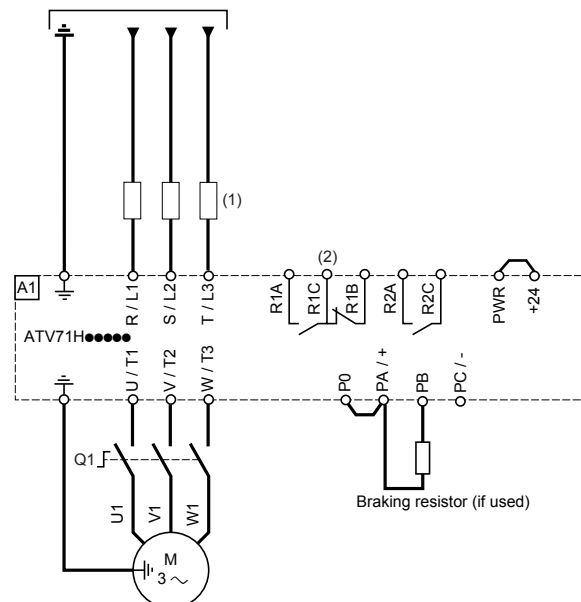 (1)
(2)
A1
R / L1
S / L2
T / L3
R1A
R1C
R1B
R2A
R2C
PWR
+24
ATV71H●●●●●
U / T1
V / T2
W / T3
P0
PA / +
PB
PC / -
Q1
U1
V1
W1
Braking resistor (if used)
M
3 ~